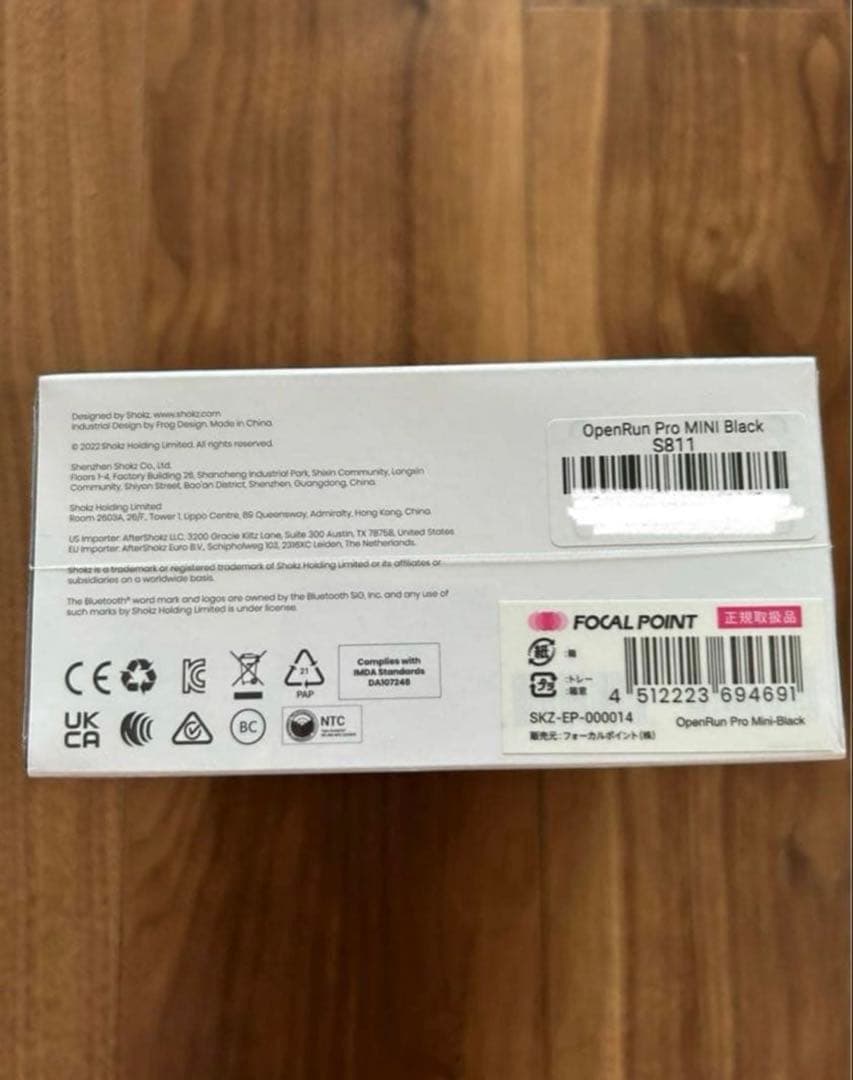 Designed by Shokz. www.shokz.com
Industrial Design by Frog Design. Made in China.
© 2022 Shokz Holding Limited. All rights reserved.
Shenzhen Shokz Co., Ltd.
Floors 1-4, Factory Building 26, Shancheng Industrial Park, Shixin Community, Longxin
Community, Shiyan Street, Bao'an District, Shenzhen, Guangdong, China.
Shokz Holding Limited
Room 2603A, 26/F., Tower 1, Lippo Centre, 89 Queensway, Admiralty, Hong Kong, China.
US Importer: AfterShokz LLC, 3200 Gracie Kiltz Lane, Suite 300 Austin, TX 78758, United States
EU Importer: AfterShokz Euro B.V., Schipholweg 103, 2316XC Leiden, The Netherlands.
Shokz is a trademark or registered trademark of Shokz Holding Limited or its affiliates or
subsidiaries on a worldwide basis.
The Bluetooth® word mark and logos are owned by the Bluetooth SIG, Inc. and any use of
such marks by Shokz Holding Limited is under license.
CE
21
PAP
Complies with
IMDA Standards
DA107248
UK
CA
BC
NTC
OpenRun Pro MINI Black
S811
FOCAL POINT 正規取扱品
紙 :箱
プラ :トレー
4 512223 694691
SKZ-EP-000014 OpenRun Pro Mini-Black
販売元:フォーカルポイント(株)